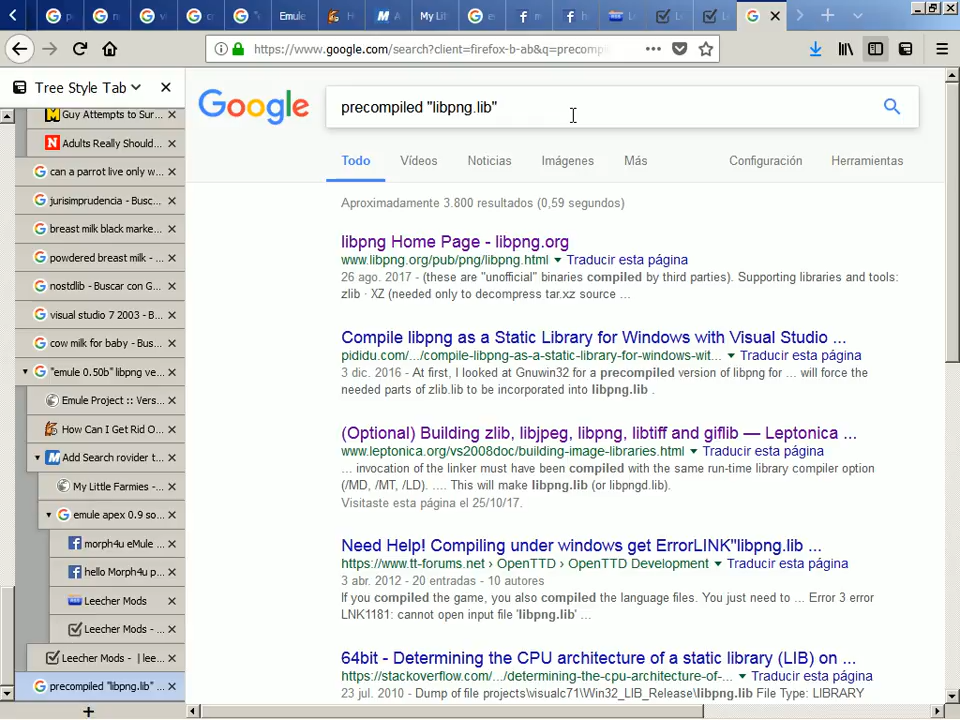 Emule
My Li
https://www.google.com/search?client=firefox-b-ab&q=precomp
Tree Style Tab
Guy Attempts to Sur...
Adults Really Should...
can a parrot live only w...
jurisimprudencia - Busc...
breast milk black marke...
powdered breast milk - ...
nostdlib - Buscar con G...
visual studio 7 2003 - B...
cow milk for baby - Bus...
"emule 0.50b" libpng ve...
Emule Project :: Vers...
How Can I Get Rid O...
Add Search rovider t...
My Little Farmies -...
emule apex 0.9 so...
morph4u eMule ...
hello Morph4u p...
Leecher Mods
Leecher Mods - ...
Leecher Mods - | lee...
precompiled "libpng.lib" ...
Google
precompiled "libpng.lib"
Todo Vídeos Noticias Imágenes Más Configuración Herramientas
Aproximadamente 3.800 resultados (0,59 segundos)
libpng Home Page - libpng.org
www.libpng.org/pub/png/libpng.html Traducir esta página
26 ago. 2017 - (these are "unofficial" binaries compiled by third parties). Supporting libraries and tools:
zlib · XZ (needed only to decompress tar.xz source ...
Compile libpng as a Static Library for Windows with Visual Studio ...
pididu.com/.../compile-libpng-as-a-static-library-for-windows-wit... Traducir esta página
3 dic. 2016 - At first, I looked at Gnuwin32 for a precompiled version of libpng for ... will force the
needed parts of zlib.lib to be incorporated into libpng.lib .
(Optional) Building zlib, libjpeg, libpng, libtiff and giflib — Leptonica ...
www.leptonica.org/vs2008doc/building-image-libraries.html Traducir esta página
... invocation of the linker must have been compiled with the same run-time library compiler option
(/MD, /MT, /LD). .... This will make libpng.lib (or libpngd.lib).
Visitaste esta página el 25/10/17.
Need Help! Compiling under windows get ErrorLINK"libpng.lib ...
https://www.tt-forums.net › OpenTTD › OpenTTD Development Traducir esta página
3 abr. 2012 - 20 entradas - 10 autores
If you compiled the game, you also compiled the language files. You just need to ... Error 3 error
LNK1181: cannot open input file 'libpng.lib' ...
64bit - Determining the CPU architecture of a static library (LIB) on ...
https://stackoverflow.com/.../determining-the-cpu-architecture-of-... Traducir esta página
23 jul. 2010 - Dump of file projects\visualc71\Win32_LIB_Release\libpng.lib File Type: LIBRARY